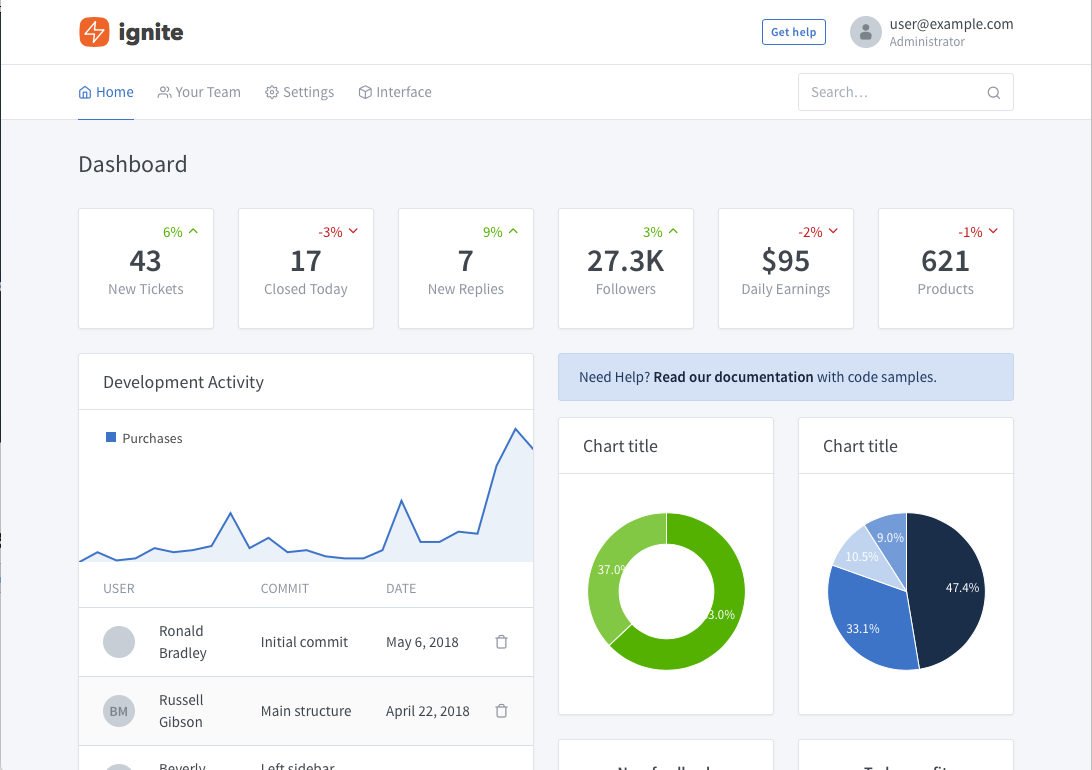 ignite
Get help
user@example.com
Administrator
Home Your Team Settings Interface
Search…
Dashboard
6% -3% 9% 3% -2% -1%
43 17 7 27.3K $95 621
New Tickets Closed Today New Replies Followers Daily Earnings Products
Development Activity
Purchases
USER COMMIT DATE
Ronald
Bradley
Initial commit May 6, 2018
BM
Russell
Gibson
Main structure April 22, 2018
Beverly
Left sidebar
Need Help? Read our documentation with code samples.
Chart title
37.0%
3.0%
Chart title
9.0%
10.5%
47.4%
33.1%
New feedback